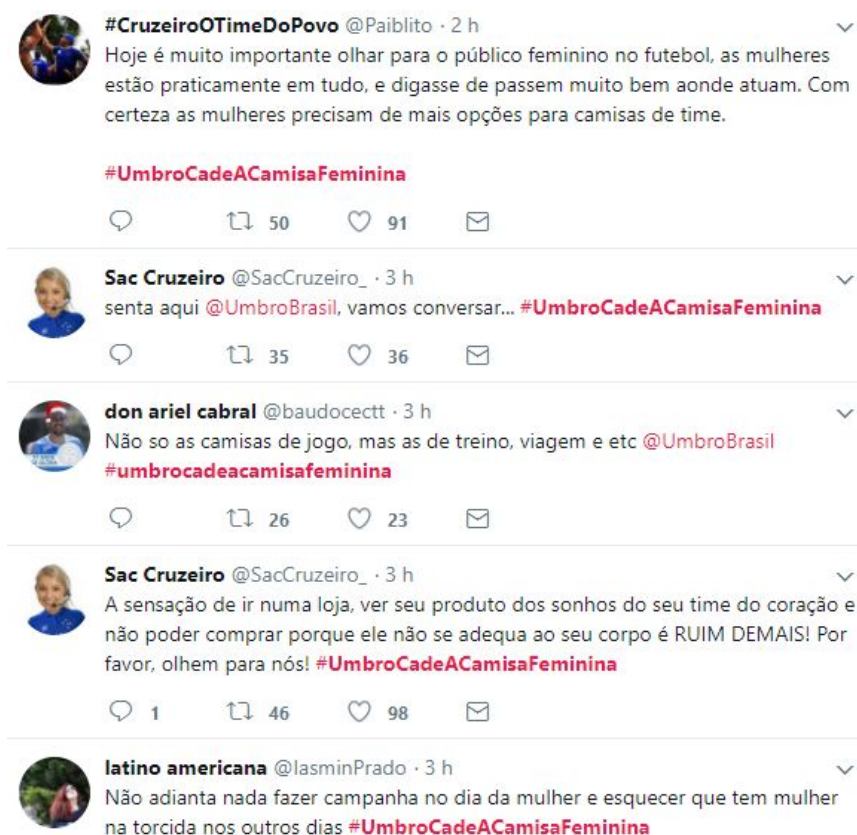 #CruzeiroOTimeDoPovo @Paiblito · 2 h
Hoje é muito importante olhar para o público feminino no futebol, as mulheres
estão praticamente em tudo, e digasse de passem muito bem aonde atuam. Com
certeza as mulheres precisam de mais opções para camisas de time.
#UmbroCadeACamisaFeminina
50 91
Sac Cruzeiro @SacCruzeiro_ · 3 h
senta aqui @UmbroBrasil, vamos conversar... #UmbroCadeACamisaFeminina
35 36
don ariel cabral @baudocectt · 3 h
Não so as camisas de jogo, mas as de treino, viagem e etc @UmbroBrasil
#umbrocadeacamisafeminina
26 23
Sac Cruzeiro @SacCruzeiro_ · 3 h
A sensação de ir numa loja, ver seu produto dos sonhos do seu time do coração e
não poder comprar porque ele não se adequa ao seu corpo é RUIM DEMAIS! Por
favor, olhem para nós! #UmbroCadeACamisaFeminina
1 46 98
latino americana @IasminPrado · 3 h
Não adianta nada fazer campanha no dia da mulher e esquecer que tem mulher
na torcida nos outros dias #UmbroCadeACamisaFeminina